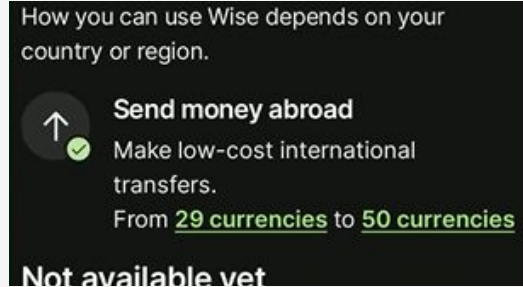 How you can use Wise depends on your
country or region.
Send money abroad
Make low-cost international
transfers.
From 29 currencies to 50 currencies
Not available yet